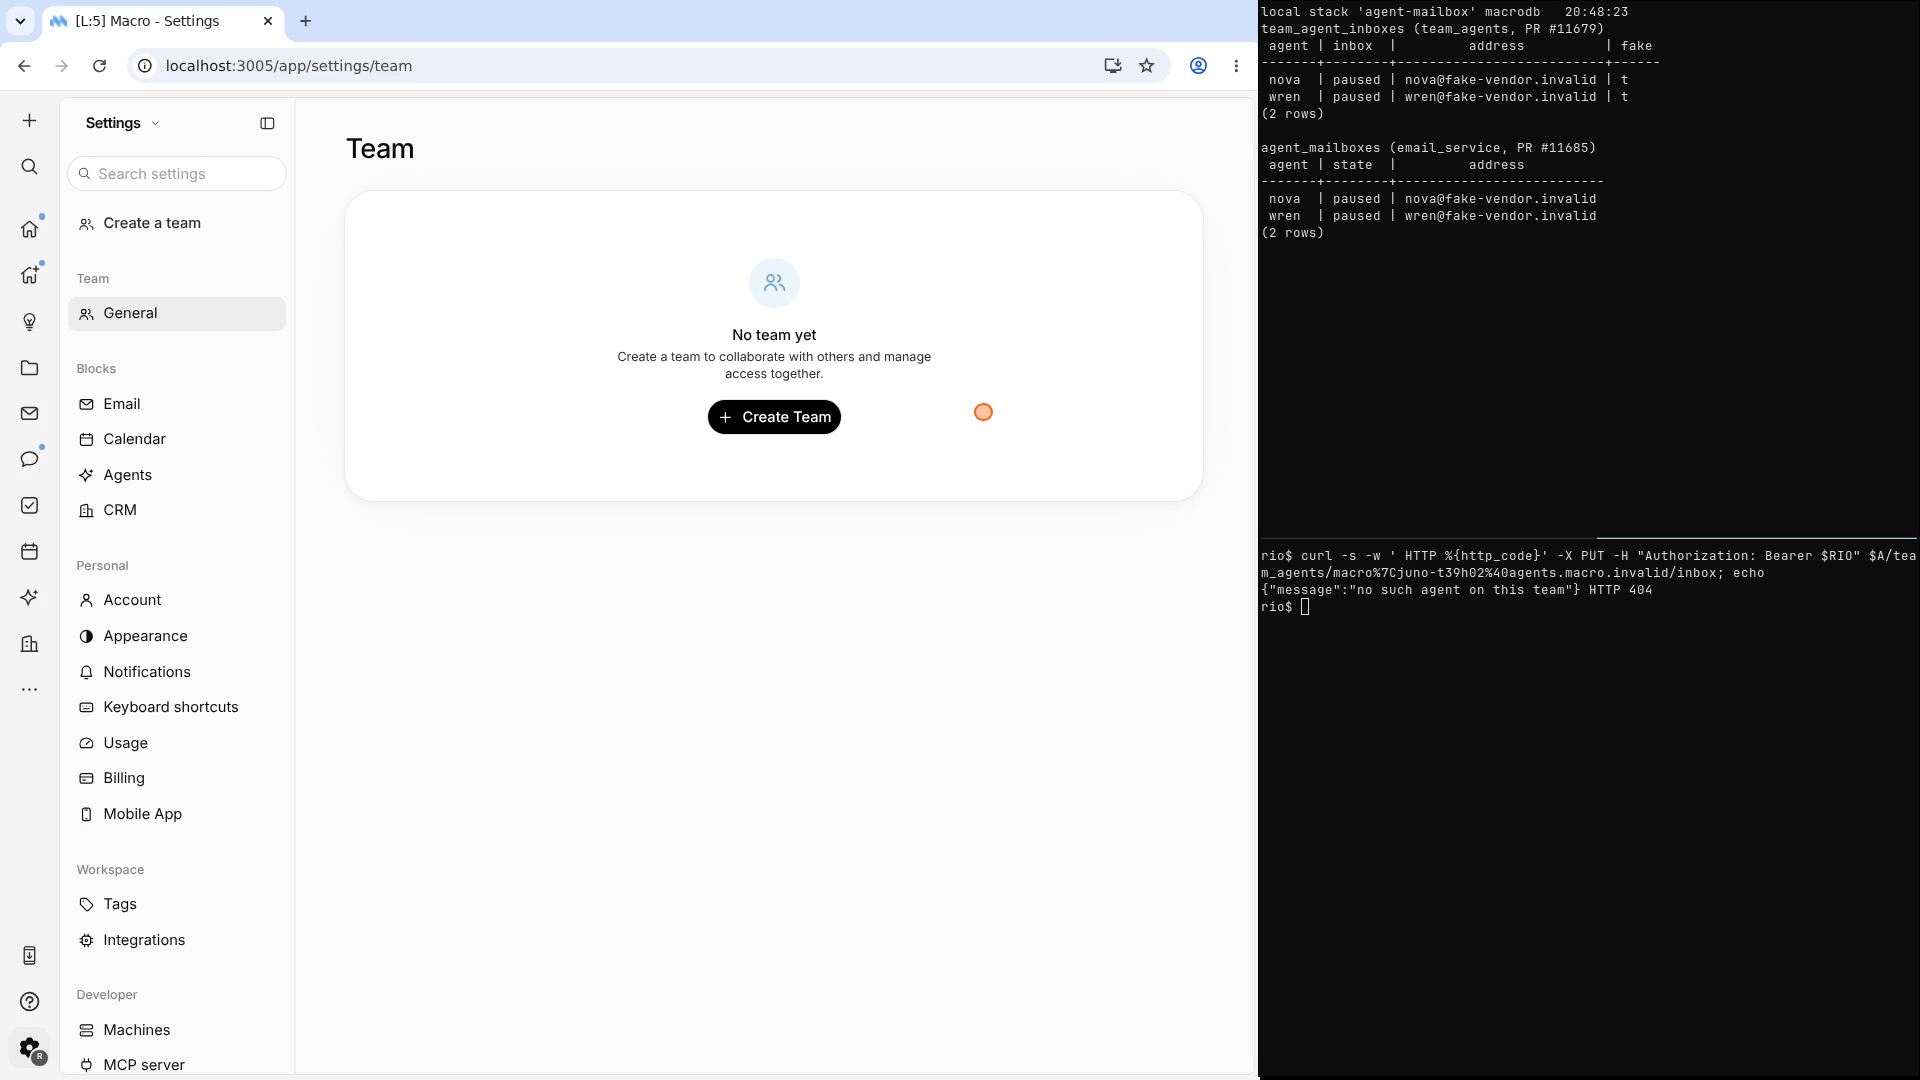 [L:5] Macro - Settings
localhost:3005/app/settings/team
Settings
Search settings
Create a team
Team
General
Blocks
Email
Calendar
Agents
CRM
Personal
Account
Appearance
Notifications
Keyboard shortcuts
Usage
Billing
Mobile App
Workspace
Tags
Integrations
Developer
Machines
MCP server
R
Team
No team yet
Create a team to collaborate with others and manage
access together.
Create Team
local stack 'agent-mailbox' macrodb   20:48:23
team_agent_inboxes (team_agents, PR #11679)
 agent | inbox  |         address          | fake
-------+--------+--------------------------+------
 nova  | paused | nova@fake-vendor.invalid | t
 wren  | paused | wren@fake-vendor.invalid | t
(2 rows)
agent_mailboxes (email_service, PR #11685)
 agent | state  |         address
-------+--------+--------------------------
 nova  | paused | nova@fake-vendor.invalid
 wren  | paused | wren@fake-vendor.invalid
(2 rows)
rio$ curl -s -w ' HTTP %{http_code}' -X PUT -H "Authorization: Bearer $RIO" $A/tea
m_agents/macro%7Cjuno-t39h02%40agents.macro.invalid/inbox; echo
{"message":"no such agent on this team"} HTTP 404
rio$